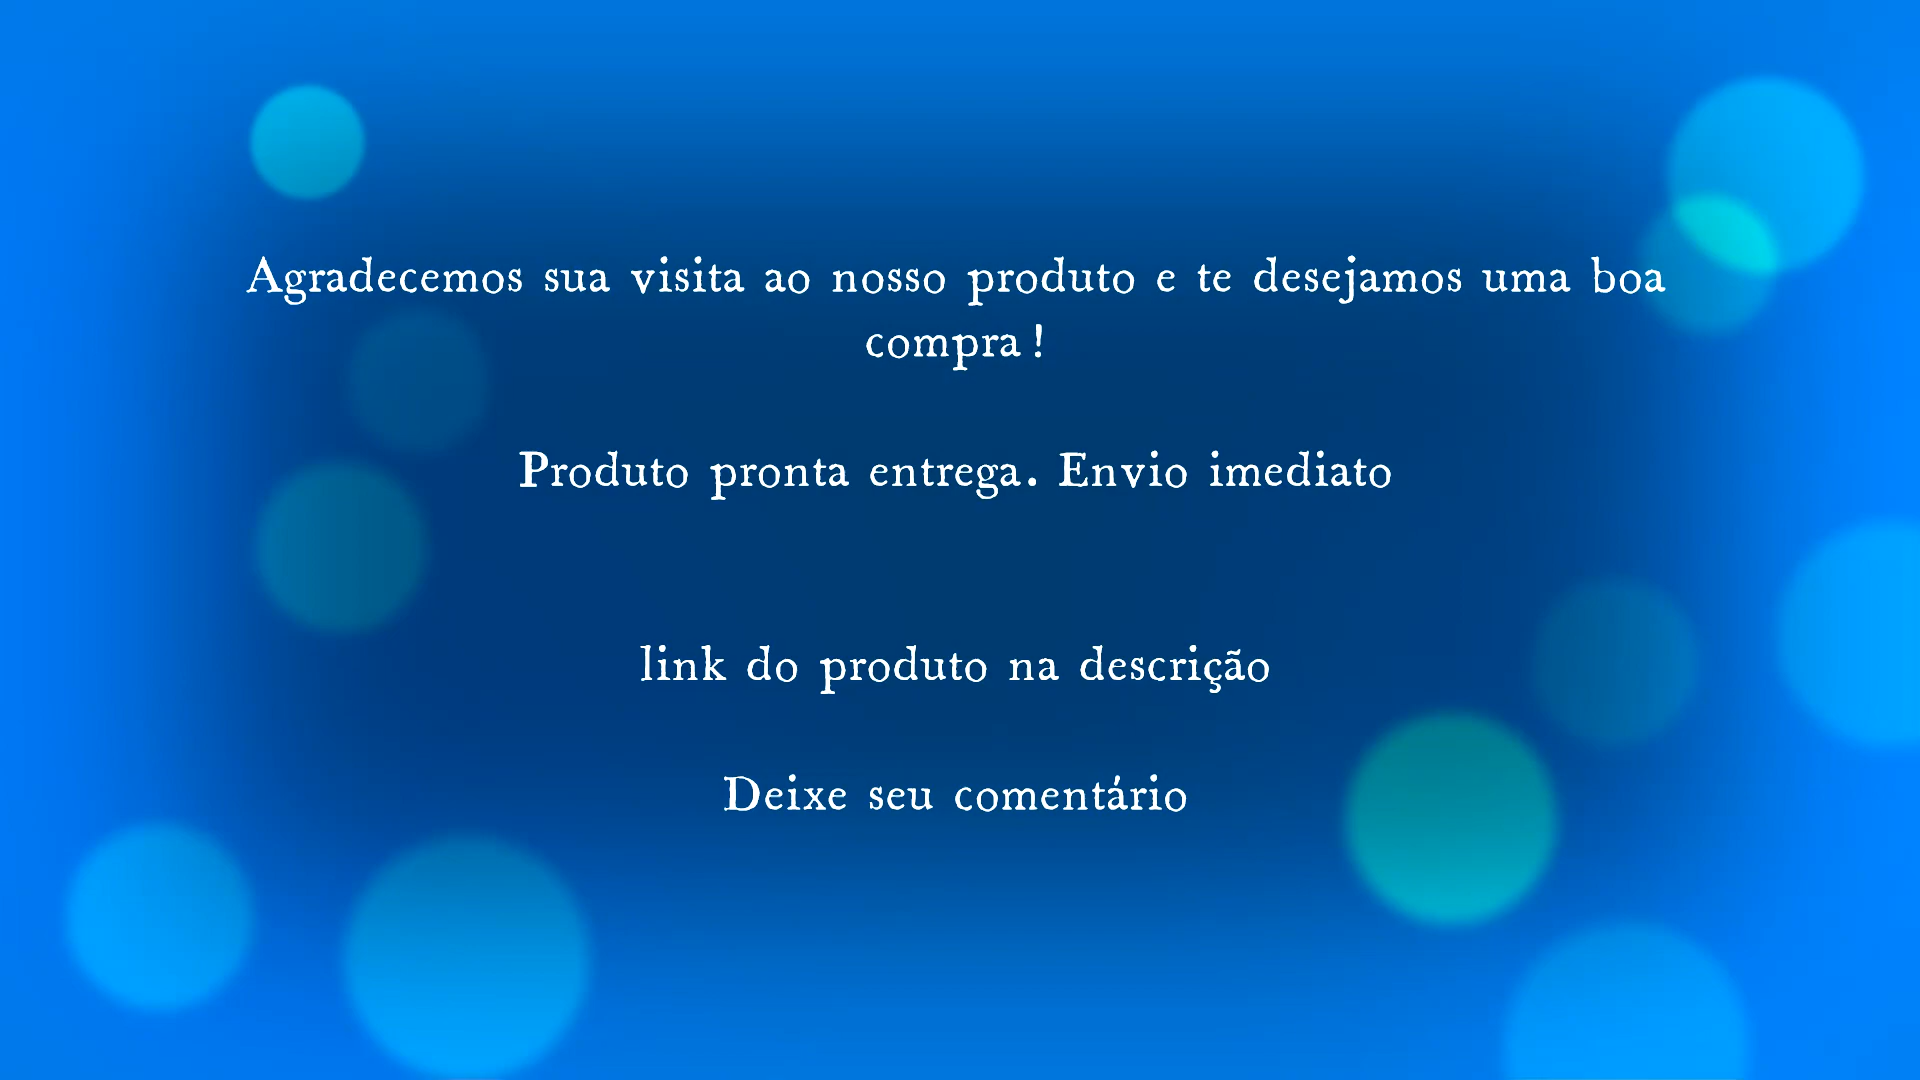 Agradecemos sua visita ao nosso produto e te desejamos uma boa
compra !
Produto pronta entrega. Envio imediato
link do produto na descrição
Deixe seu comentário